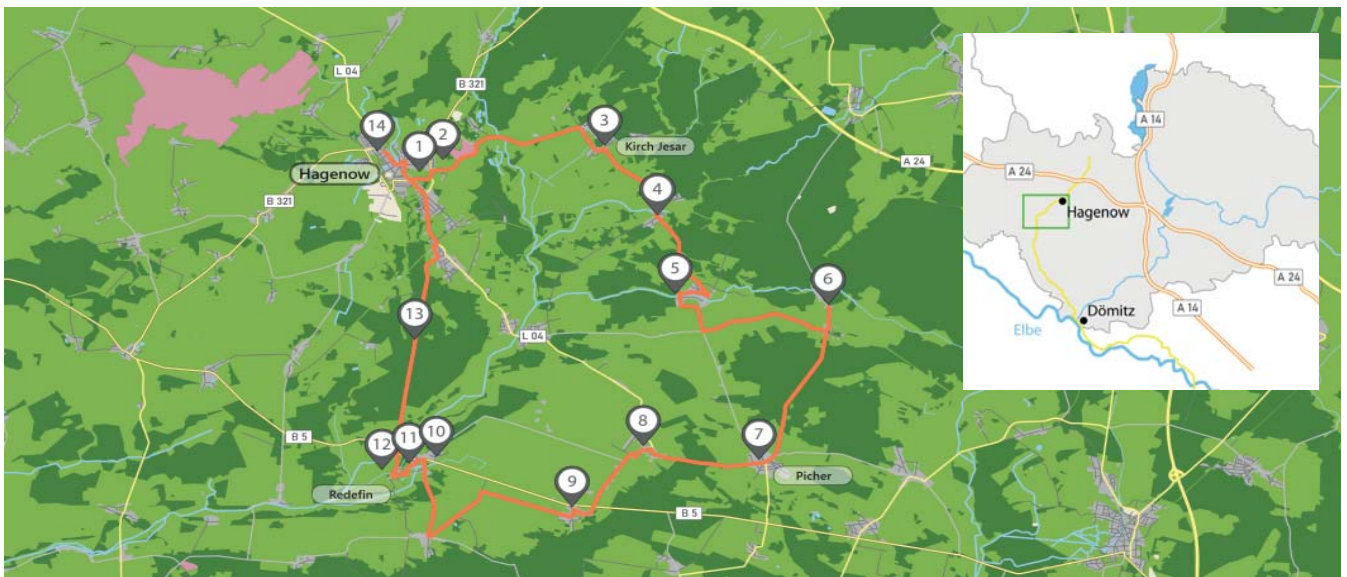 L 04
B 321
A 24
14
1
2
3
Kirch Jesar
Hagenow
B 321
4
5
6
13
L 04
B 5
12
11
10
8
7
Redefin
9
Picher
B 5
A 14
A 24
Hagenow
A 24
A 14
Dömitz
Elbe